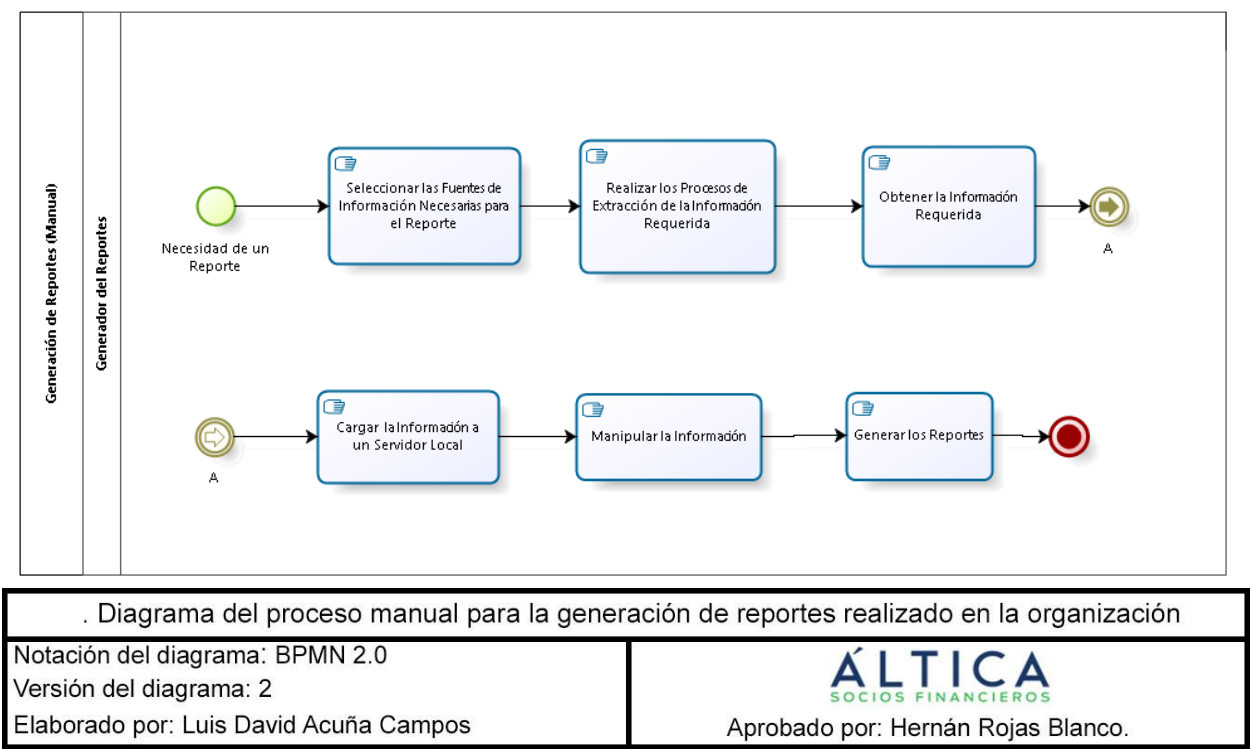 Generación de Reportes (Manual)
Generador del Reportes
Necesidad de un
Reporte
Seleccionar las Fuentes de
Información Necesarias para
el Reporte
Realizar los Procesos de
Extracción de la Información
Requerida
Obtener la Información
Requerida
A
A
Cargar la Información a
un Servidor Local
Manipular la Información
Generar los Reportes
. Diagrama del proceso manual para la generación de reportes realizado en la organización
Notación del diagrama: BPMN 2.0
Versión del diagrama: 2
Elaborado por: Luis David Acuña Campos
ÁLTICA
SOCIOS FINANCIEROS
Aprobado por: Hernán Rojas Blanco.